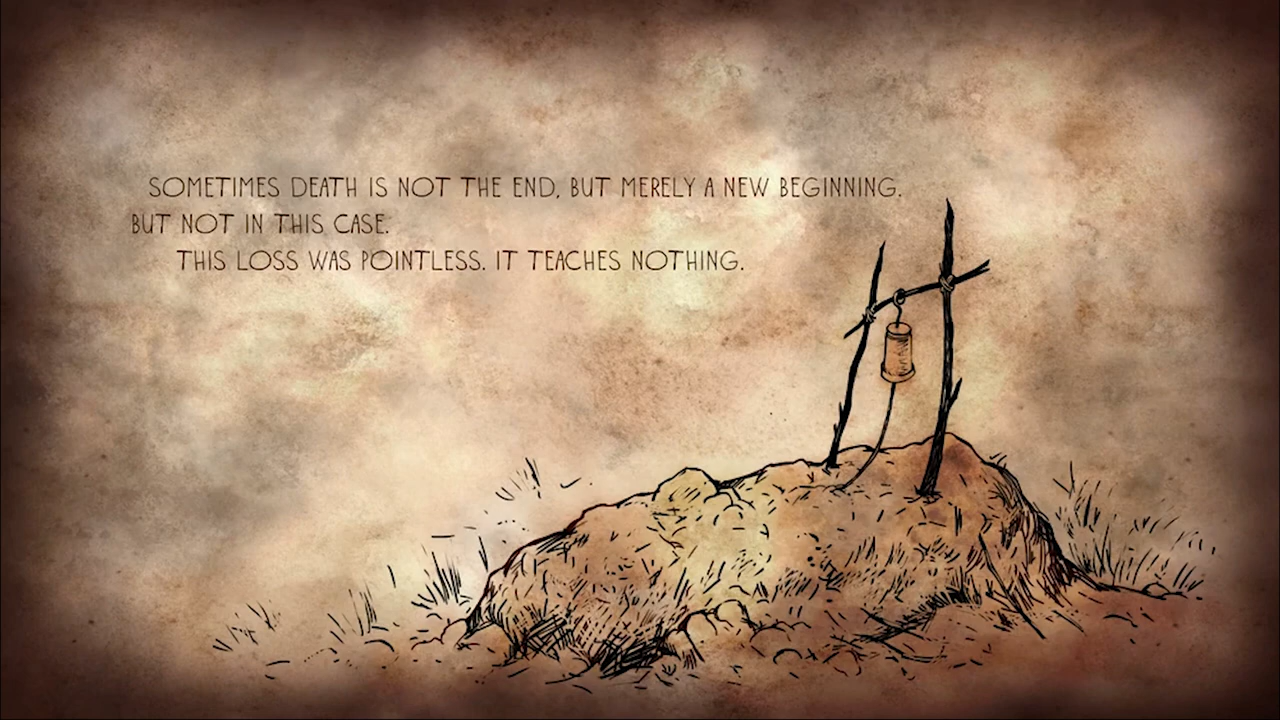 SOMETIMES DEATH IS NOT THE END, BUT MERELY A NEW BEGINNING.
BUT NOT IN THIS CASE.
THIS LOSS WAS POINTLESS. IT TEACHES NOTHING.